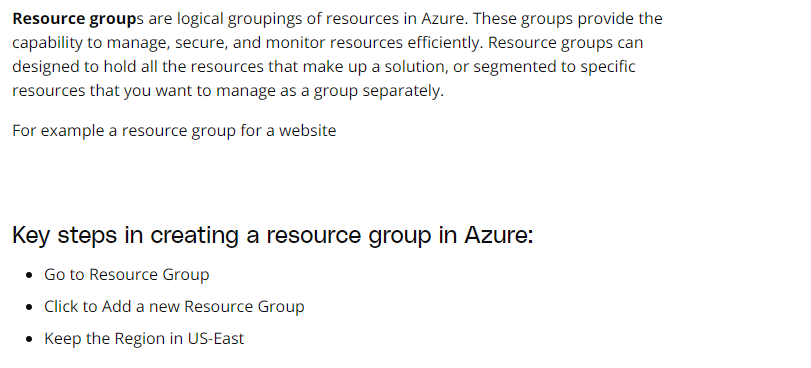 Resource groups are logical groupings of resources in Azure. These groups provide the
capability to manage, secure, and monitor resources efficiently. Resource groups can
designed to hold all the resources that make up a solution, or segmented to specific
resources that you want to manage as a group separately.
For example a resource group for a website
Key steps in creating a resource group in Azure:
• Go to Resource Group
• Click to Add a new Resource Group
• Keep the Region in US-East